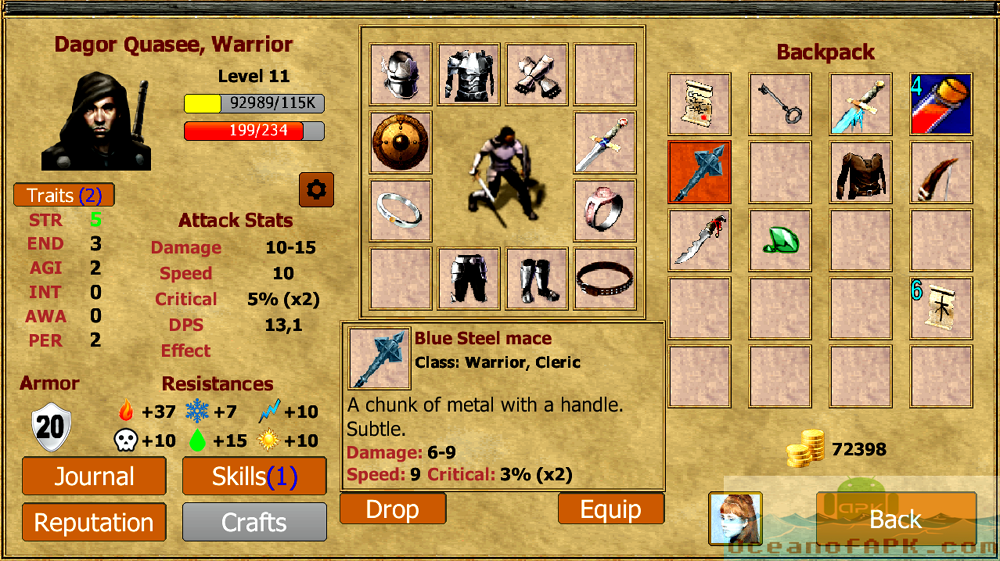 Dagor Quasee, Warrior
Level 11
92989/115K
199/234
Traits (2)
STR 5
END 3
AGI 2
INT 0
AWA 0
PER 2
Attack Stats
Damage 10-15
Speed 10
Critical 5% (x2)
DPS 13,1
Effect
Armor
20
Resistances
+37 +7 +10
+10 +15 +10
Journal
Skills(1)
Reputation
Crafts
Blue Steel mace
Class: Warrior, Cleric
A chunk of metal with a handle.
Subtle.
Damage: 6-9
Speed: 9 Critical: 3% (x2)
Drop
Equip
Backpack
4
6
72398
Back
OceanofAPK.com